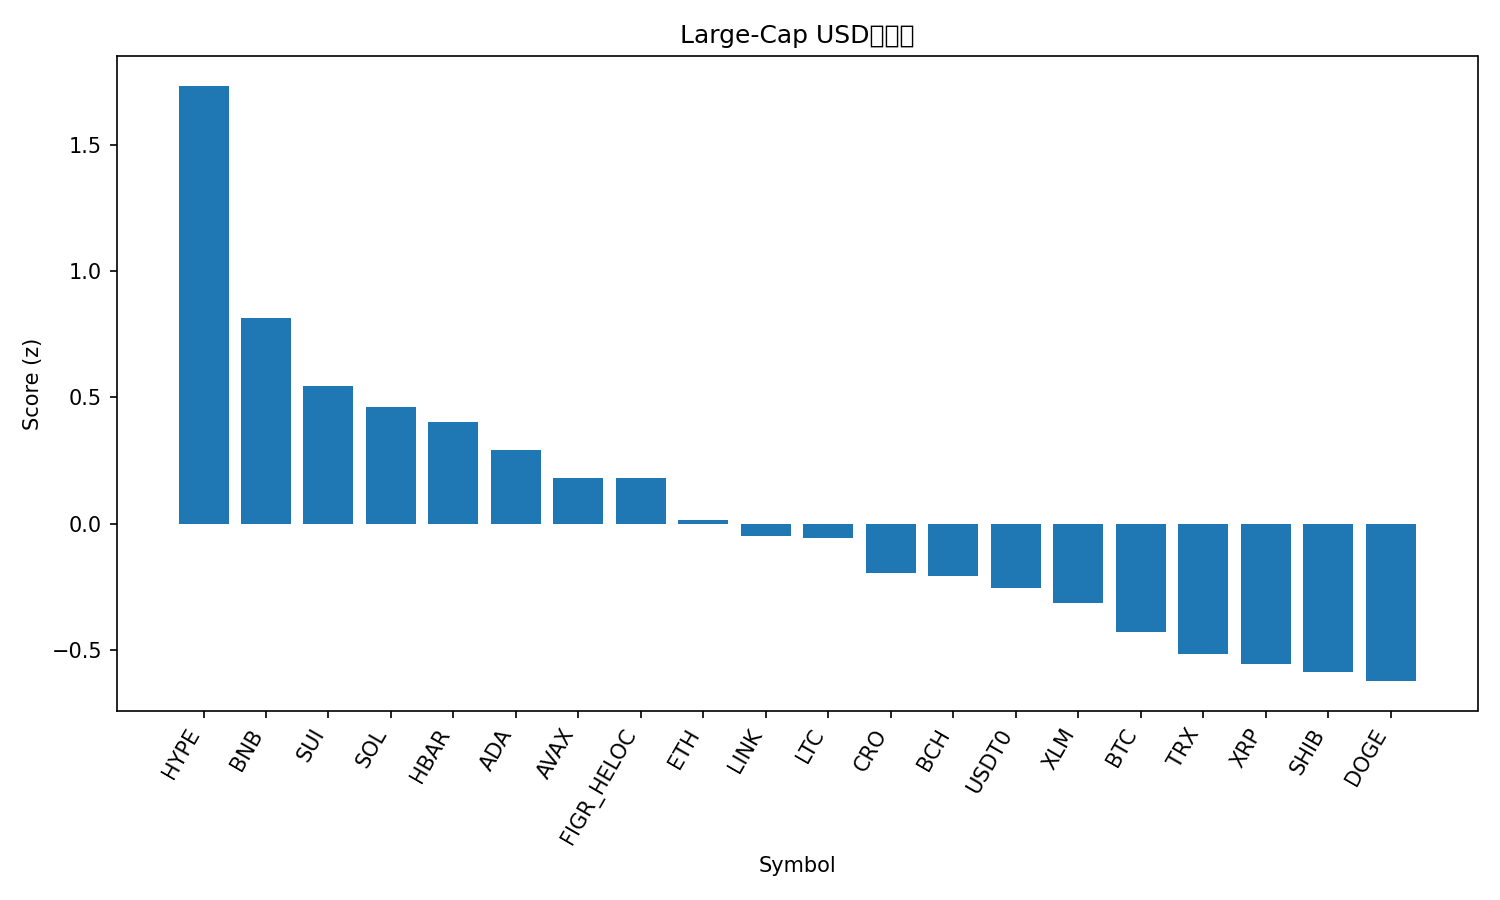 Large-Cap USD
Score (z)
1.5
1.0
0.5
0.0
−0.5
HYPE
BNB
SUI
SOL
HBAR
ADA
AVAX
FIGR_HELOC
ETH
LINK
LTC
CRO
BCH
USDT0
XLM
BTC
TRX
XRP
SHIB
DOGE
Symbol